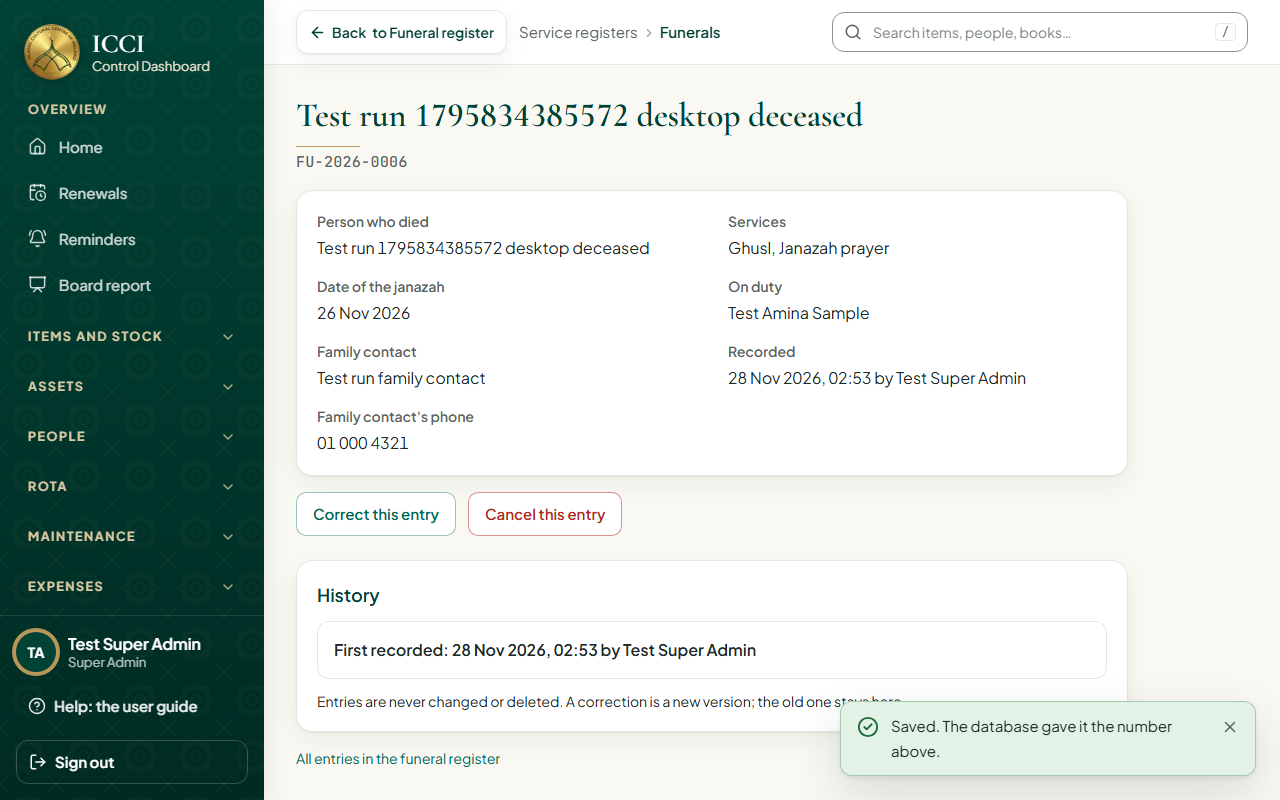 ICCI
Control Dashboard
OVERVIEW
Home
Renewals
Reminders
Board report
ITEMS AND STOCK
ASSETS
PEOPLE
ROTA
MAINTENANCE
EXPENSES
TA
Test Super Admin
Super Admin
Help: the user guide
Sign out
Back to Funeral register
Service registers › Funerals
Search items, people, books...
/
Test run 1795834385572 desktop deceased
FU-2026-0006
Person who died
Test run 1795834385572 desktop deceased
Date of the janazah
26 Nov 2026
Family contact
Test run family contact
Family contact's phone
01 000 4321
Services
Ghusl, Janazah prayer
On duty
Test Amina Sample
Recorded
28 Nov 2026, 02:53 by Test Super Admin
Correct this entry
Cancel this entry
History
First recorded: 28 Nov 2026, 02:53 by Test Super Admin
Entries are never changed or deleted. A correction is a new version; the old one stays here.
All entries in the funeral register
Saved. The database gave it the number
above.